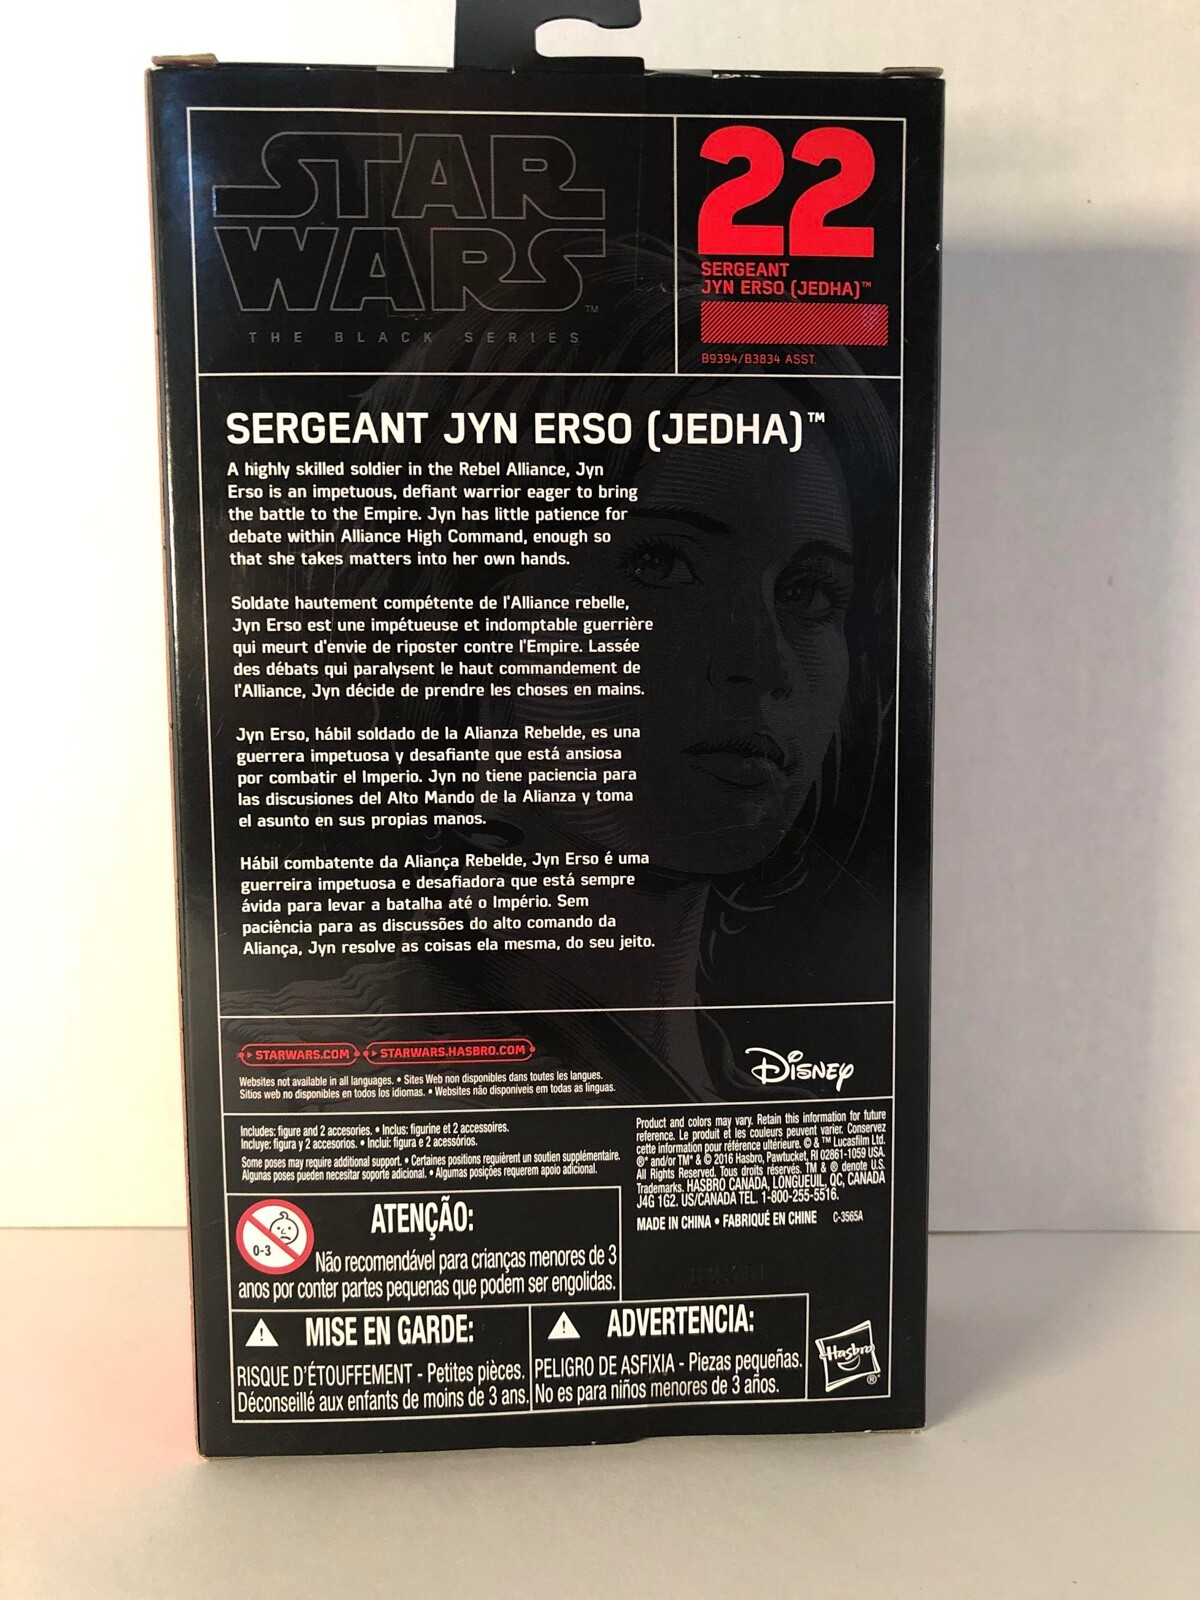 STAR
WARS™
THE BLACK SERIES
22
SERGEANT
JYN ERSO (JEDHA)™
B9394/B3834 ASST.
SERGEANT JYN ERSO (JEDHA)™
A highly skilled soldier in the Rebel Alliance, Jyn
Erso is an impetuous, defiant warrior eager to bring
the battle to the Empire. Jyn has little patience for
debate within Alliance High Command, enough so
that she takes matters into her own hands.
Soldate hautement compétente de l'Alliance rebelle,
Jyn Erso est une impétueuse et indomptable guerrière
qui meurt d'envie de riposter contre l'Empire. Lassée
des débats qui paralysent le haut commandement de
l'Alliance, Jyn décide de prendre les choses en mains.
Jyn Erso, hábil soldado de la Alianza Rebelde, es una
guerrera impetuosa y desafiante que está ansiosa
por combatir el Imperio. Jyn no tiene paciencia para
las discusiones del Alto Mando de la Alianza y toma
el asunto en sus propias manos.
Hábil combatente da Aliança Rebelde, Jyn Erso é uma
guerreira impetuosa e desafiadora que está sempre
ávida para levar a batalha até o Império. Sem
paciência para as discussões do alto comando da
Aliança, Jyn resolve as coisas ela mesma, do seu jeito.
STARWARS.COM STARWARS.HASBRO.COM
Websites not available in all languages. • Sites Web non disponibles dans toutes les langues.
Sitios web no disponibles en todos los idiomas. • Websites não disponíveis em todas as línguas.
Disney
Includes: figure and 2 accesories. • Inclus: figurine et 2 accessoires.
Incluye: figura y 2 accesorios. • Inclui: figura e 2 acessórios.
Some poses may require additional support. • Certaines positions requièrent un soutien supplémentaire.
Algunas poses pueden necesitar soporte adicional. • Algumas posições requerem apoio adicional.
Product and colors may vary. Retain this information for future
reference. Le produit et les couleurs peuvent varier. Conservez
cette information pour référence ultérieure. © & ™ Lucasfilm Ltd.
®* and/or TM* & © 2016 Hasbro, Pawtucket, RI 02861-1059 USA.
All Rights Reserved. Tous droits réservés. TM & ® denote U.S.
Trademarks. HASBRO CANADA, LONGUEUIL, QC, CANADA
J4G 1G2. US/CANADA TEL. 1-800-255-5516.
MADE IN CHINA • FABRIQUÉ EN CHINE C-3565A
0-3
ATENÇÃO:
Não recomendável para crianças menores de 3
anos por conter partes pequenas que podem ser engolidas.
MISE EN GARDE:
RISQUE D'ÉTOUFFEMENT - Petites pièces.
Déconseillé aux enfants de moins de 3 ans.
ADVERTENCIA:
PELIGRO DE ASFIXIA - Piezas pequeñas.
No es para niños menores de 3 años.
Hasbro®